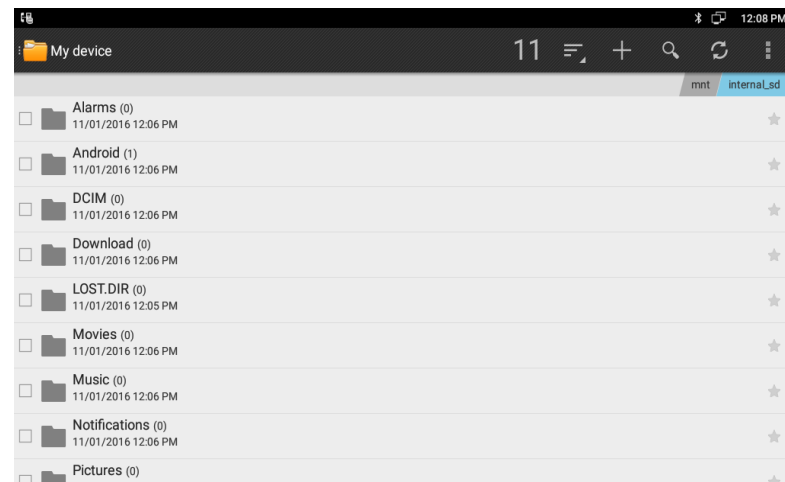 12:08 PM
My device
11
mnt
internal_sd
Alarms (0)
11/01/2016 12:06 PM
Android (1)
11/01/2016 12:06 PM
DCIM (0)
11/01/2016 12:06 PM
Download (0)
11/01/2016 12:06 PM
LOST.DIR (0)
11/01/2016 12:05 PM
Movies (0)
11/01/2016 12:06 PM
Music (0)
11/01/2016 12:06 PM
Notifications (0)
11/01/2016 12:06 PM
Pictures (0)